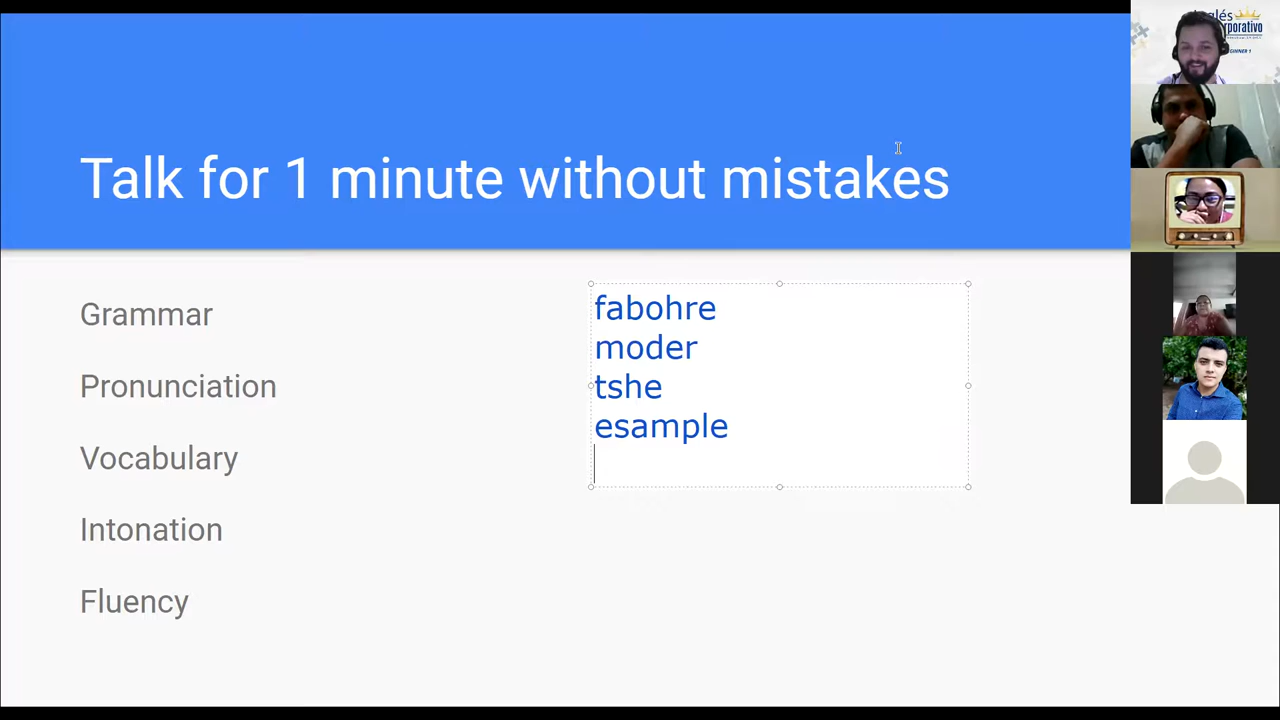 Talk for 1 minute without mistakes
Grammar
Pronunciation
Vocabulary
Intonation
Fluency
fabohre
moder
tshe
esample